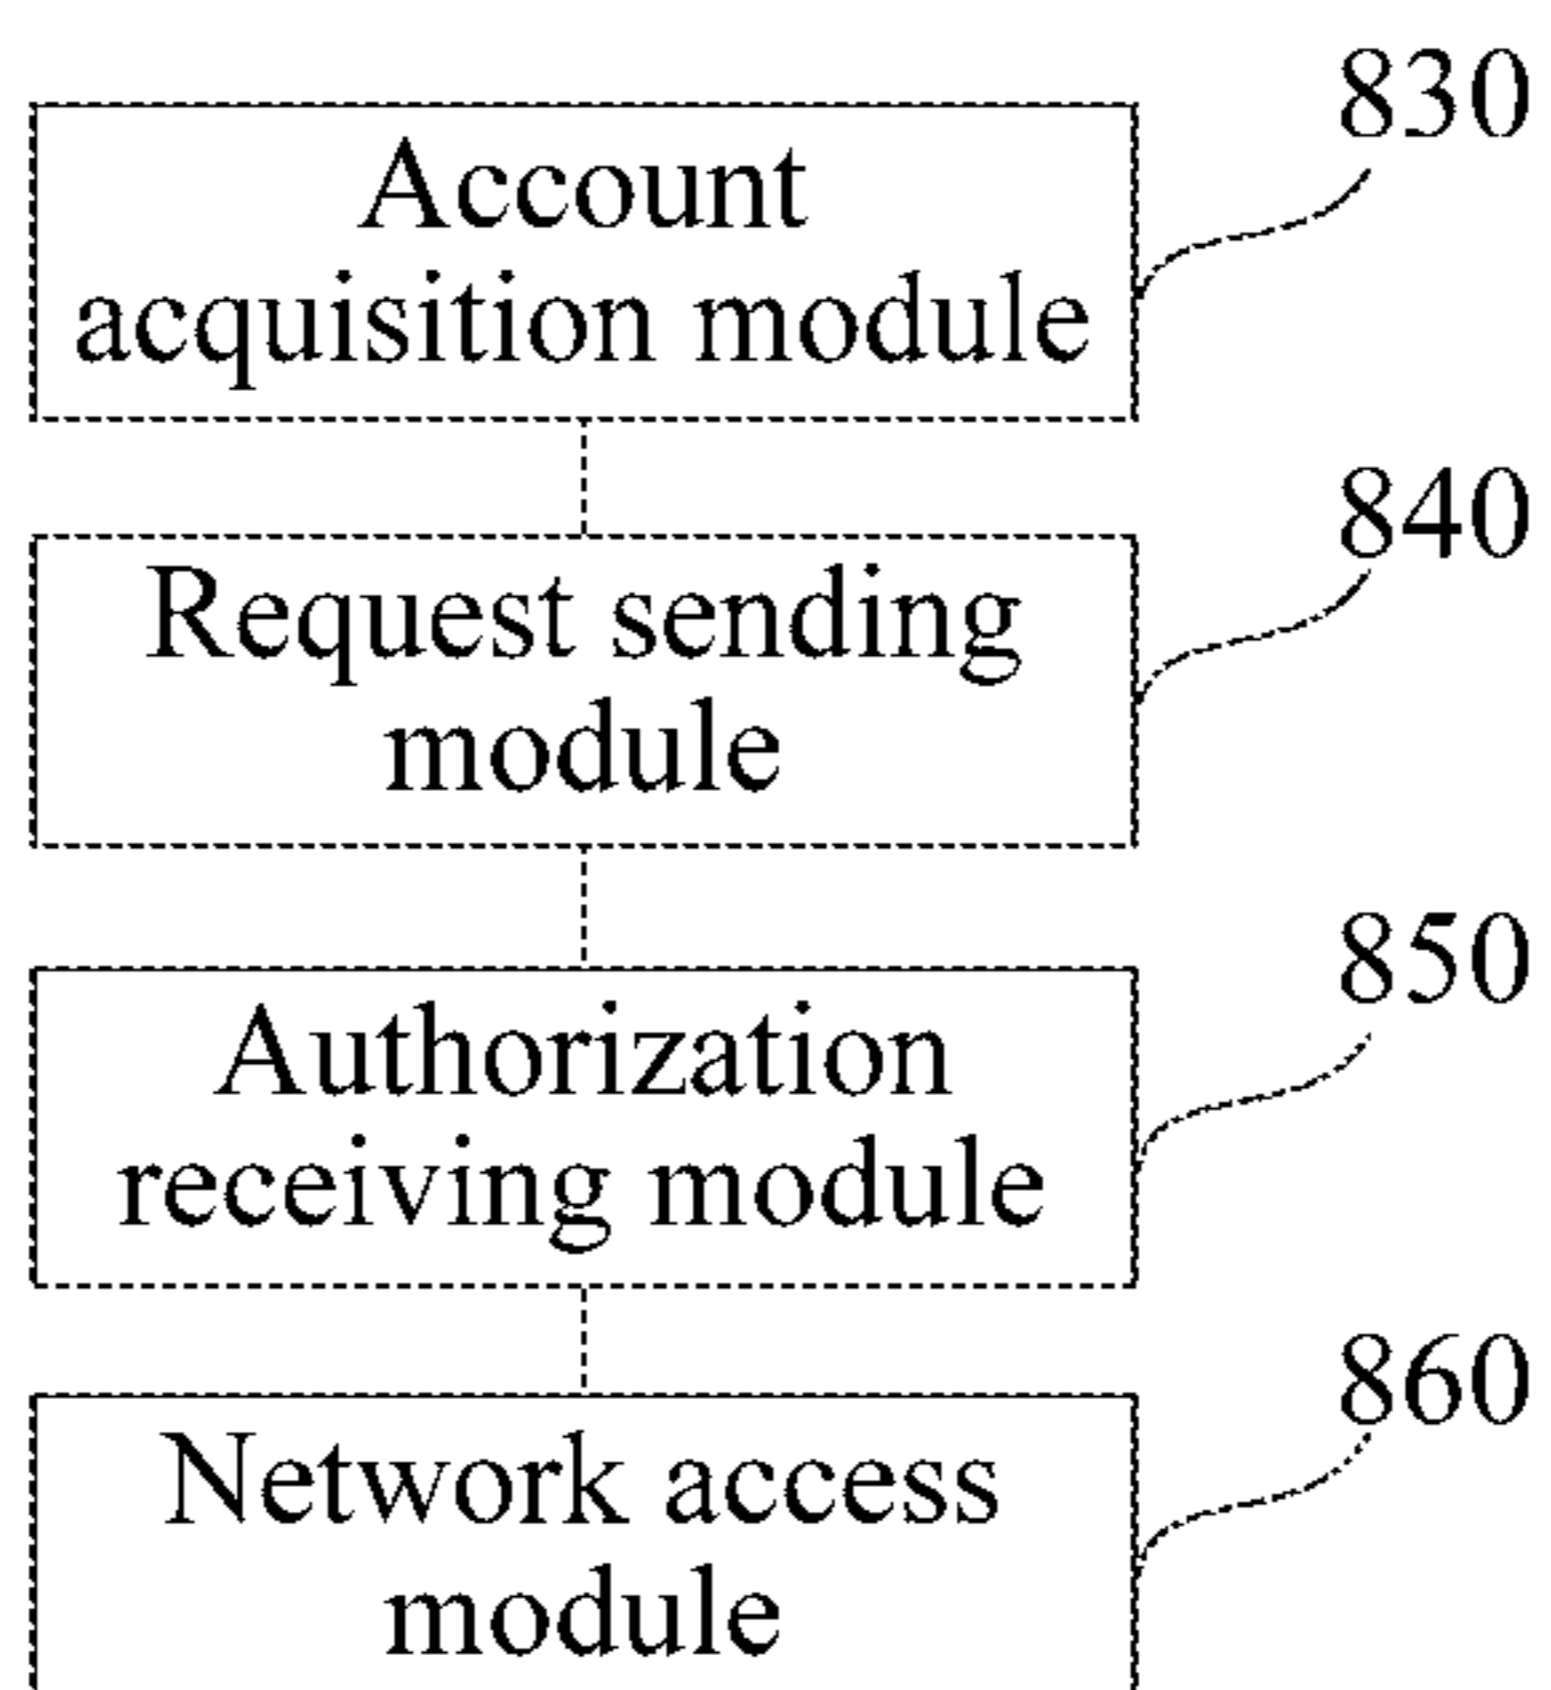 830
Account
acquisition module
840
Request sending
module
850
Authorization
receiving module
860
Network access
module